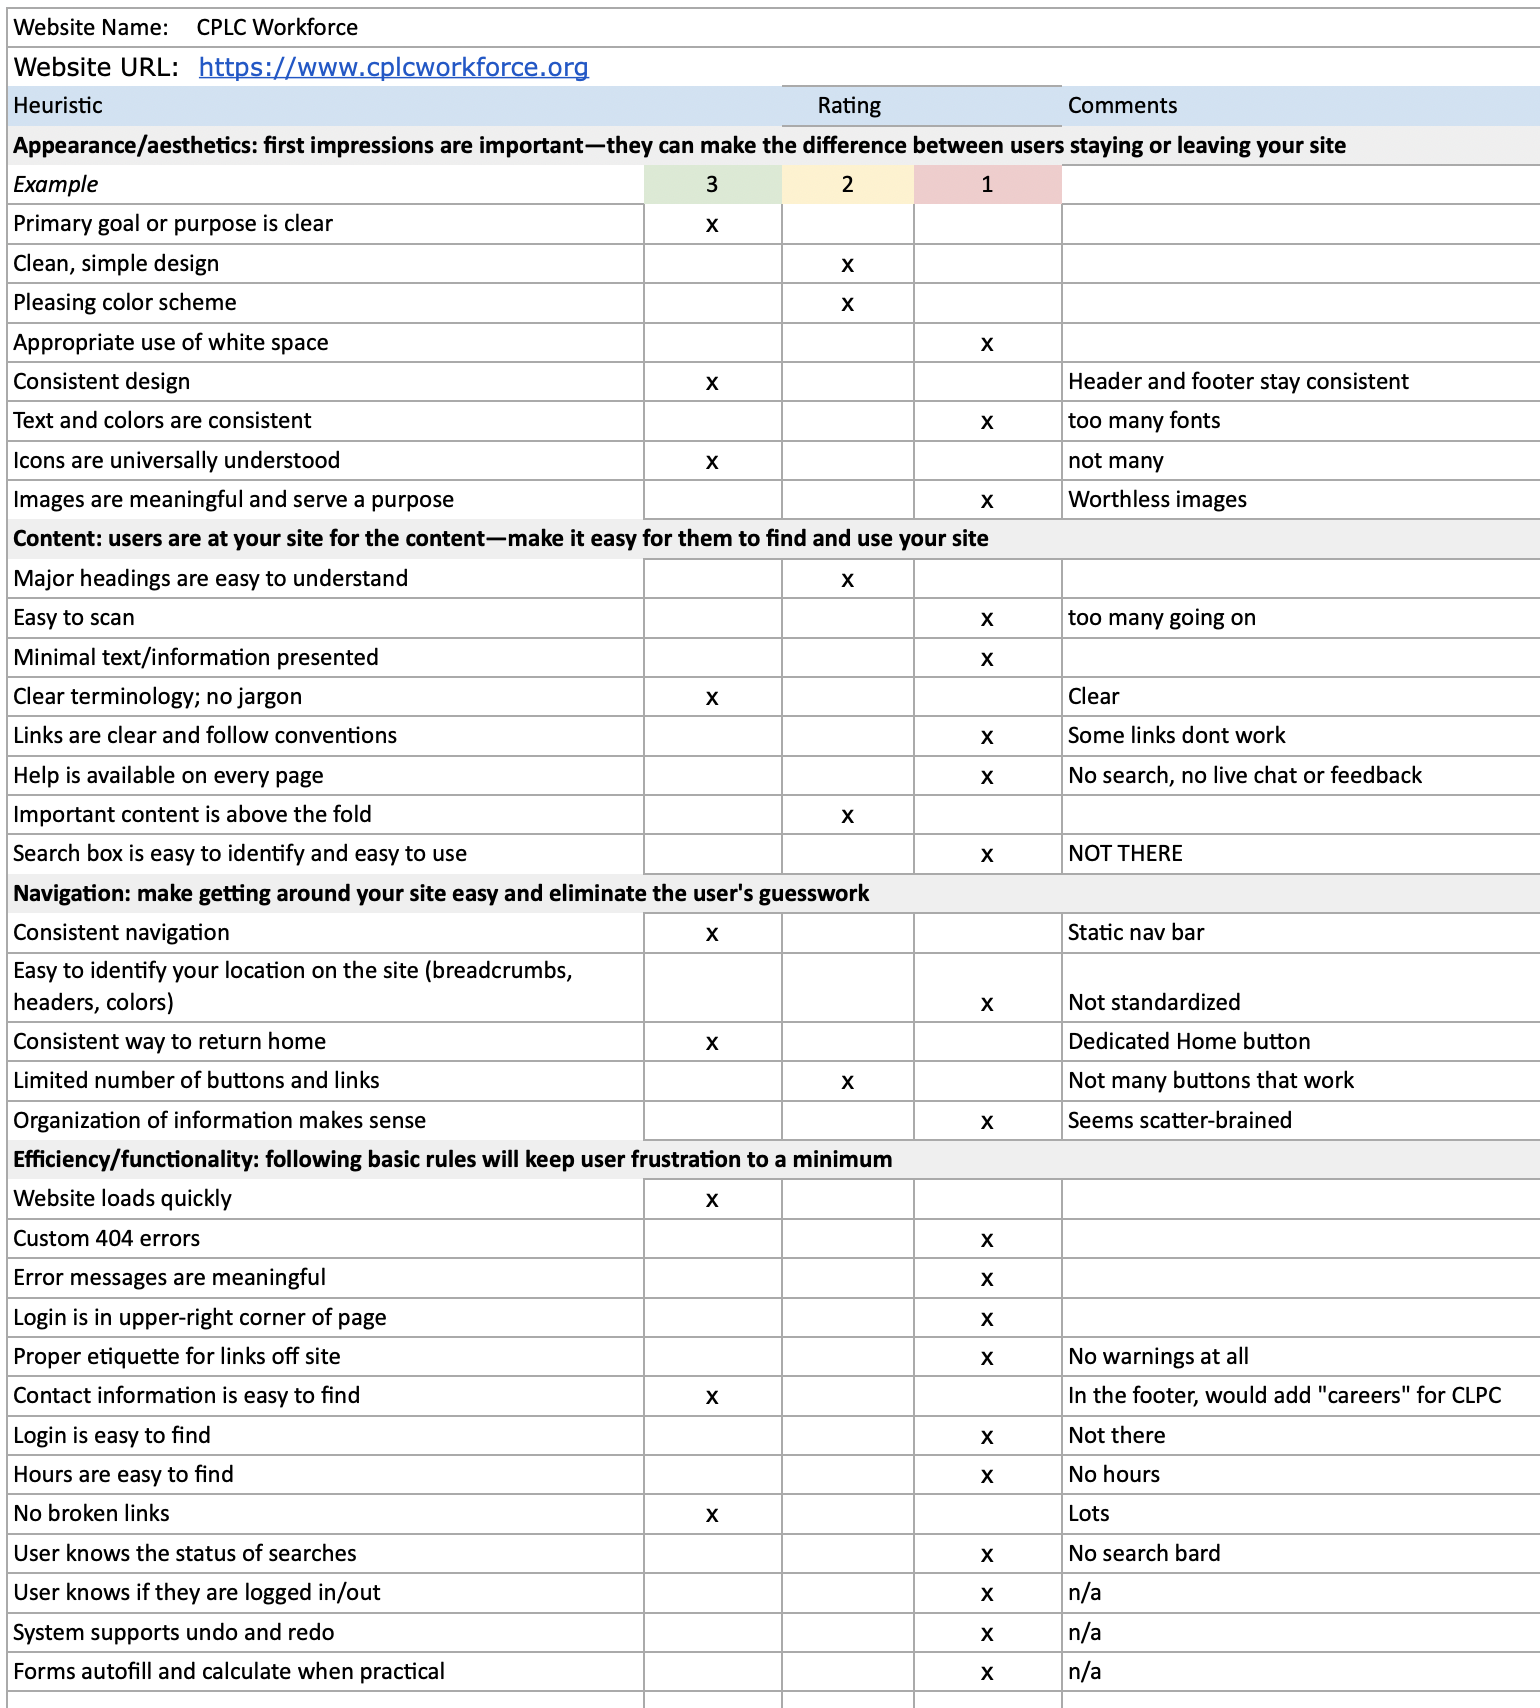 Website Name: CPLC Workforce
Website URL: https://www.cplcworkforce.org
Heuristic Rating Comments
Appearance/aesthetics: first impressions are important—they can make the difference between users staying or leaving your site
Example 3 2 1
Primary goal or purpose is clear x
Clean, simple design x
Pleasing color scheme x
Appropriate use of white space x
Consistent design x Header and footer stay consistent
Text and colors are consistent x too many fonts
Icons are universally understood x not many
Images are meaningful and serve a purpose x Worthless images
Content: users are at your site for the content—make it easy for them to find and use your site
Major headings are easy to understand x
Easy to scan x too many going on
Minimal text/information presented x
Clear terminology; no jargon x Clear
Links are clear and follow conventions x Some links dont work
Help is available on every page x No search, no live chat or feedback
Important content is above the fold x
Search box is easy to identify and easy to use x NOT THERE
Navigation: make getting around your site easy and eliminate the user's guesswork
Consistent navigation x Static nav bar
Easy to identify your location on the site (breadcrumbs,
headers, colors) x Not standardized
Consistent way to return home x Dedicated Home button
Limited number of buttons and links x Not many buttons that work
Organization of information makes sense x Seems scatter-brained
Efficiency/functionality: following basic rules will keep user frustration to a minimum
Website loads quickly x
Custom 404 errors x
Error messages are meaningful x
Login is in upper-right corner of page x
Proper etiquette for links off site x No warnings at all
Contact information is easy to find x In the footer, would add "careers" for CLPC
Login is easy to find x Not there
Hours are easy to find x No hours
No broken links x Lots
User knows the status of searches x No search bard
User knows if they are logged in/out x n/a
System supports undo and redo x n/a
Forms autofill and calculate when practical x n/a